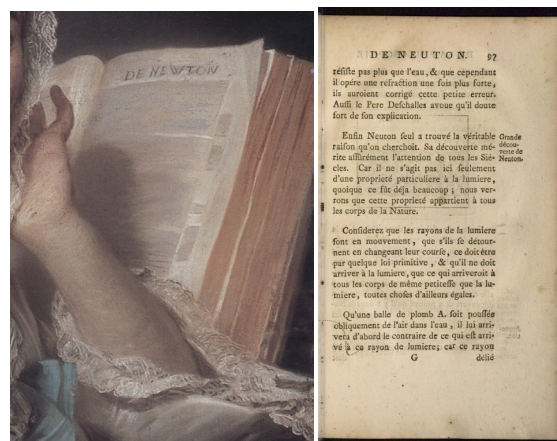 DE NEWTON
DE NEUTON. 97
résiste pas plus que l'eau, & que cependant
il opére une réfraction une fois plus forte,
ils auroient corrigé cette petite erreur.
Aussi le Pere Deschalles avoue qu'il doute
fort de son explication.
Enfin Neuton seul a trouvé la véritable
raison qu'on cherchoit. Sa découverte mé-
rite assûrément l'attention de tous les Sié-
cles. Car il ne s'agit pas ici seulement
d'une proprieté particuliere à la lumiere,
quoique ce fût déja beaucoup ; nous ver-
rons que cette proprieté appartient à tous
les corps de la Nature.
Grande
décou-
verte de
Neuton.
Considerez que les rayons de la lumiere
sont en mouvement, que s'ils se détour-
nent en changeant leur course, ce doit être
par quelque loi primitive, & qu'il ne doit
arriver à la lumiere, que ce qui arriveroit à
tous les corps de même petitesse que la lu-
miere, toutes choses d'ailleurs égales.
Qu'une balle de plomb A. soit poussée
obliquement de l'air dans l'eau, il lui arri-
vera d'abord le contraire de ce qui est arri-
vé à ce rayon de lumiere; car ce rayon
G délié